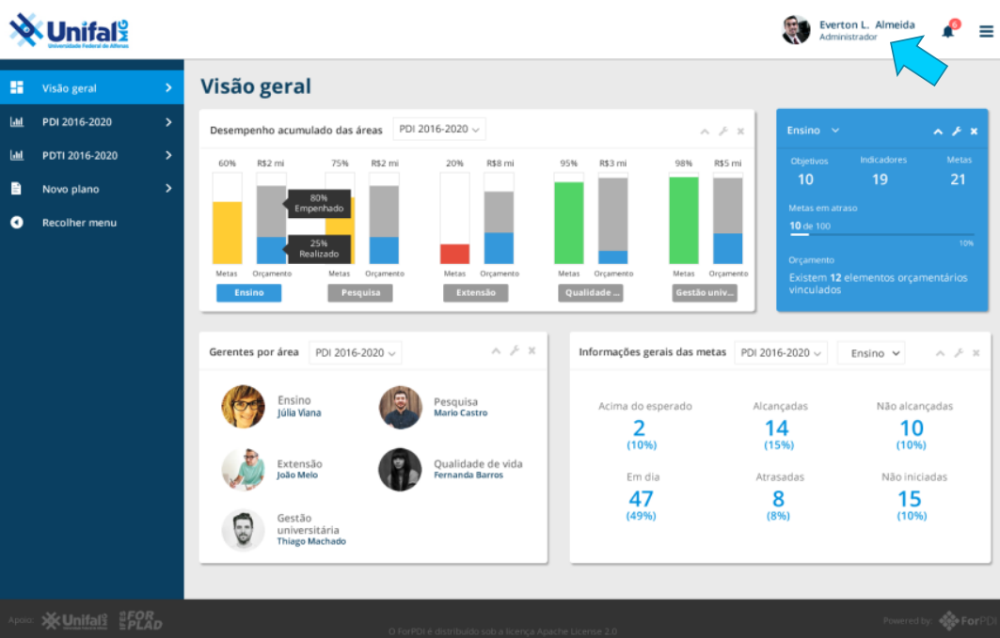 Unifal MG
Universidade Federal de Alfenas
Everton L. Almeida
Administrador
6
Visão geral
PDI 2016-2020
PDTI 2016-2020
Novo plano
Recolher menu
Visão geral
Desempenho acumulado das áreas PDI 2016-2020
60% R$2 mi 75% R$2 mi 20% R$8 mi 95% R$3 mi 98% R$5 mi
80%
Empenhado
25%
Realizado
Metas Orçamento Metas Orçamento Metas Orçamento Metas Orçamento Metas Orçamento
Ensino Pesquisa Extensão Qualidade ... Gestão univ...
Ensino
Objetivos Indicadores Metas
10 19 21
Metas em atraso
10 de 100
10%
Orçamento
Existem 12 elementos orçamentários
vinculados
Gerentes por área PDI 2016-2020
Ensino
Júlia Viana
Pesquisa
Mario Castro
Extensão
João Melo
Qualidade de vida
Fernanda Barros
Gestão
universitária
Thiago Machado
Informações gerais das metas PDI 2016-2020 Ensino
Acima do esperado Alcançadas Não alcançadas
2 14 10
(10%) (15%) (10%)
Em dia Atrasadas Não iniciadas
47 8 15
(49%) (8%) (10%)
Apoio: Unifal MG IFES FORPLAD
O ForPDI é distribuído sob a licença Apache License 2.0
Powered by: ForPDI